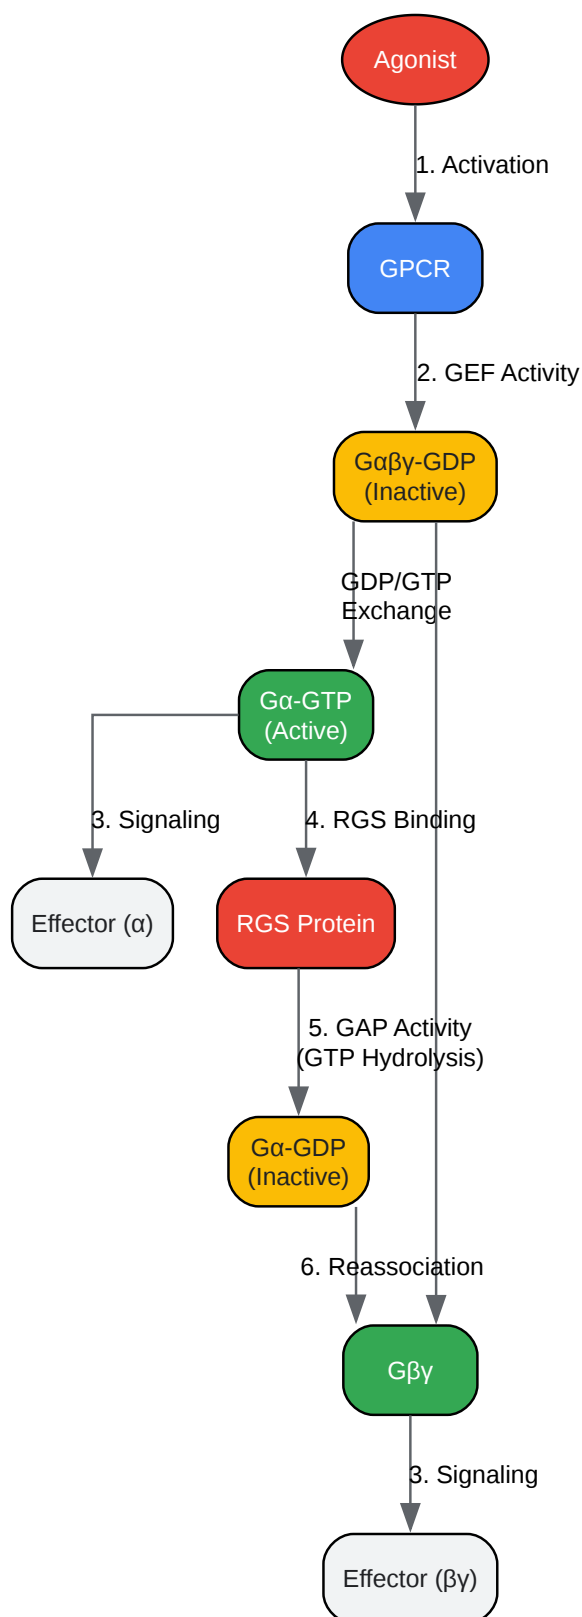 Agonist
1. Activation
GPCR
2. GEF Activity
Gαβγ-GDP
(Inactive)
GDP/GTP
Exchange
Gα-GTP
(Active)
3. Signaling
4. RGS Binding
Effector (α)
RGS Protein
5. GAP Activity
(GTP Hydrolysis)
Gα-GDP
(Inactive)
6. Reassociation
Gβγ
3. Signaling
Effector (βγ)